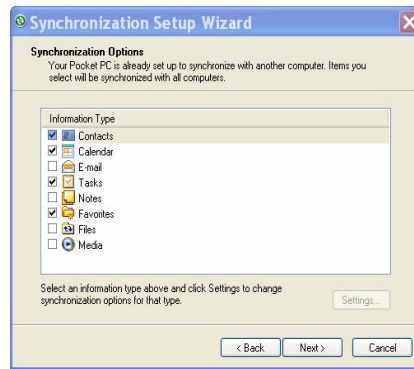 Synchronization Setup Wizard
Synchronization Options
Your Pocket PC is already set up to synchronize with another computer. Items you
select will be synchronized with all computers.
Information Type
Contacts
Calendar
E-mail
Tasks
Notes
Favorites
Files
Media
Select an information type above and click Settings to change
synchronization options for that type.
Settings...
< Back
Next >
Cancel